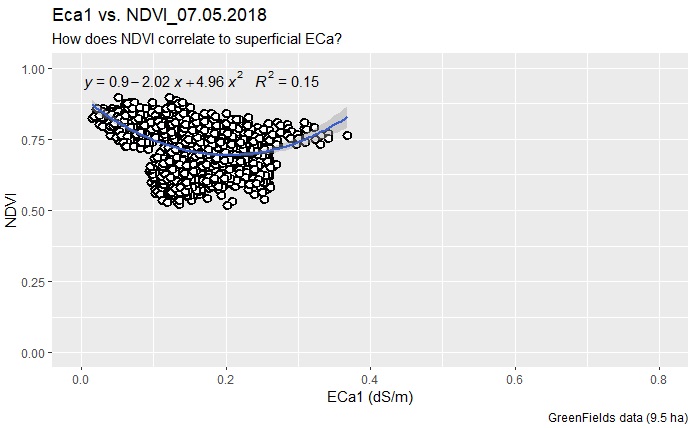 Eca1 vs. NDVI_07.05.2018
How does NDVI correlate to superficial ECa?
y = 0.9−2.02 x+4.96 x² R² = 0.15
1.00
0.75
0.50
0.25
0.00
NDVI
0.0 0.2 0.4 0.6 0.8
ECa1 (dS/m)
GreenFields data (9.5 ha)